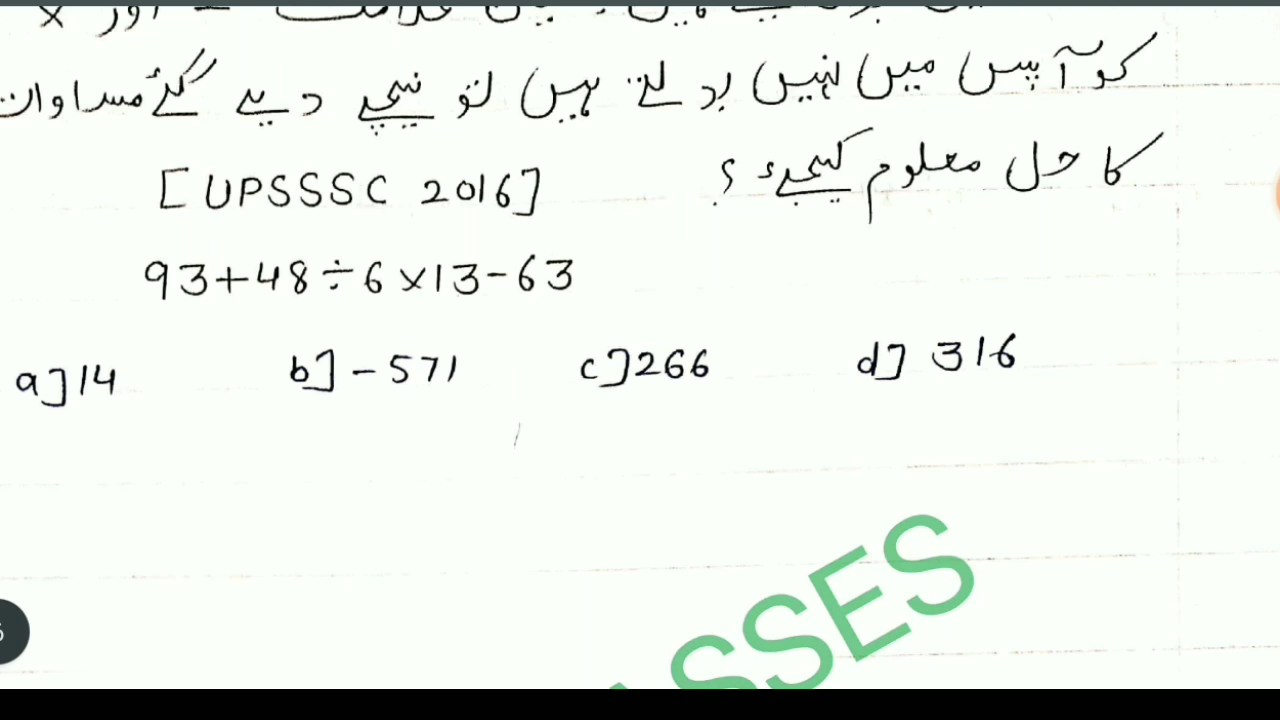 اور x
کو آپس میں نہیں بدلتے ہیں تو نیچے دیے گئے مساوات
کا حل معلوم کیجیے؟
[UPSSSC 2016]
93+48÷6×13-63
a]14 b]-571 c]266 d] 316
SSES